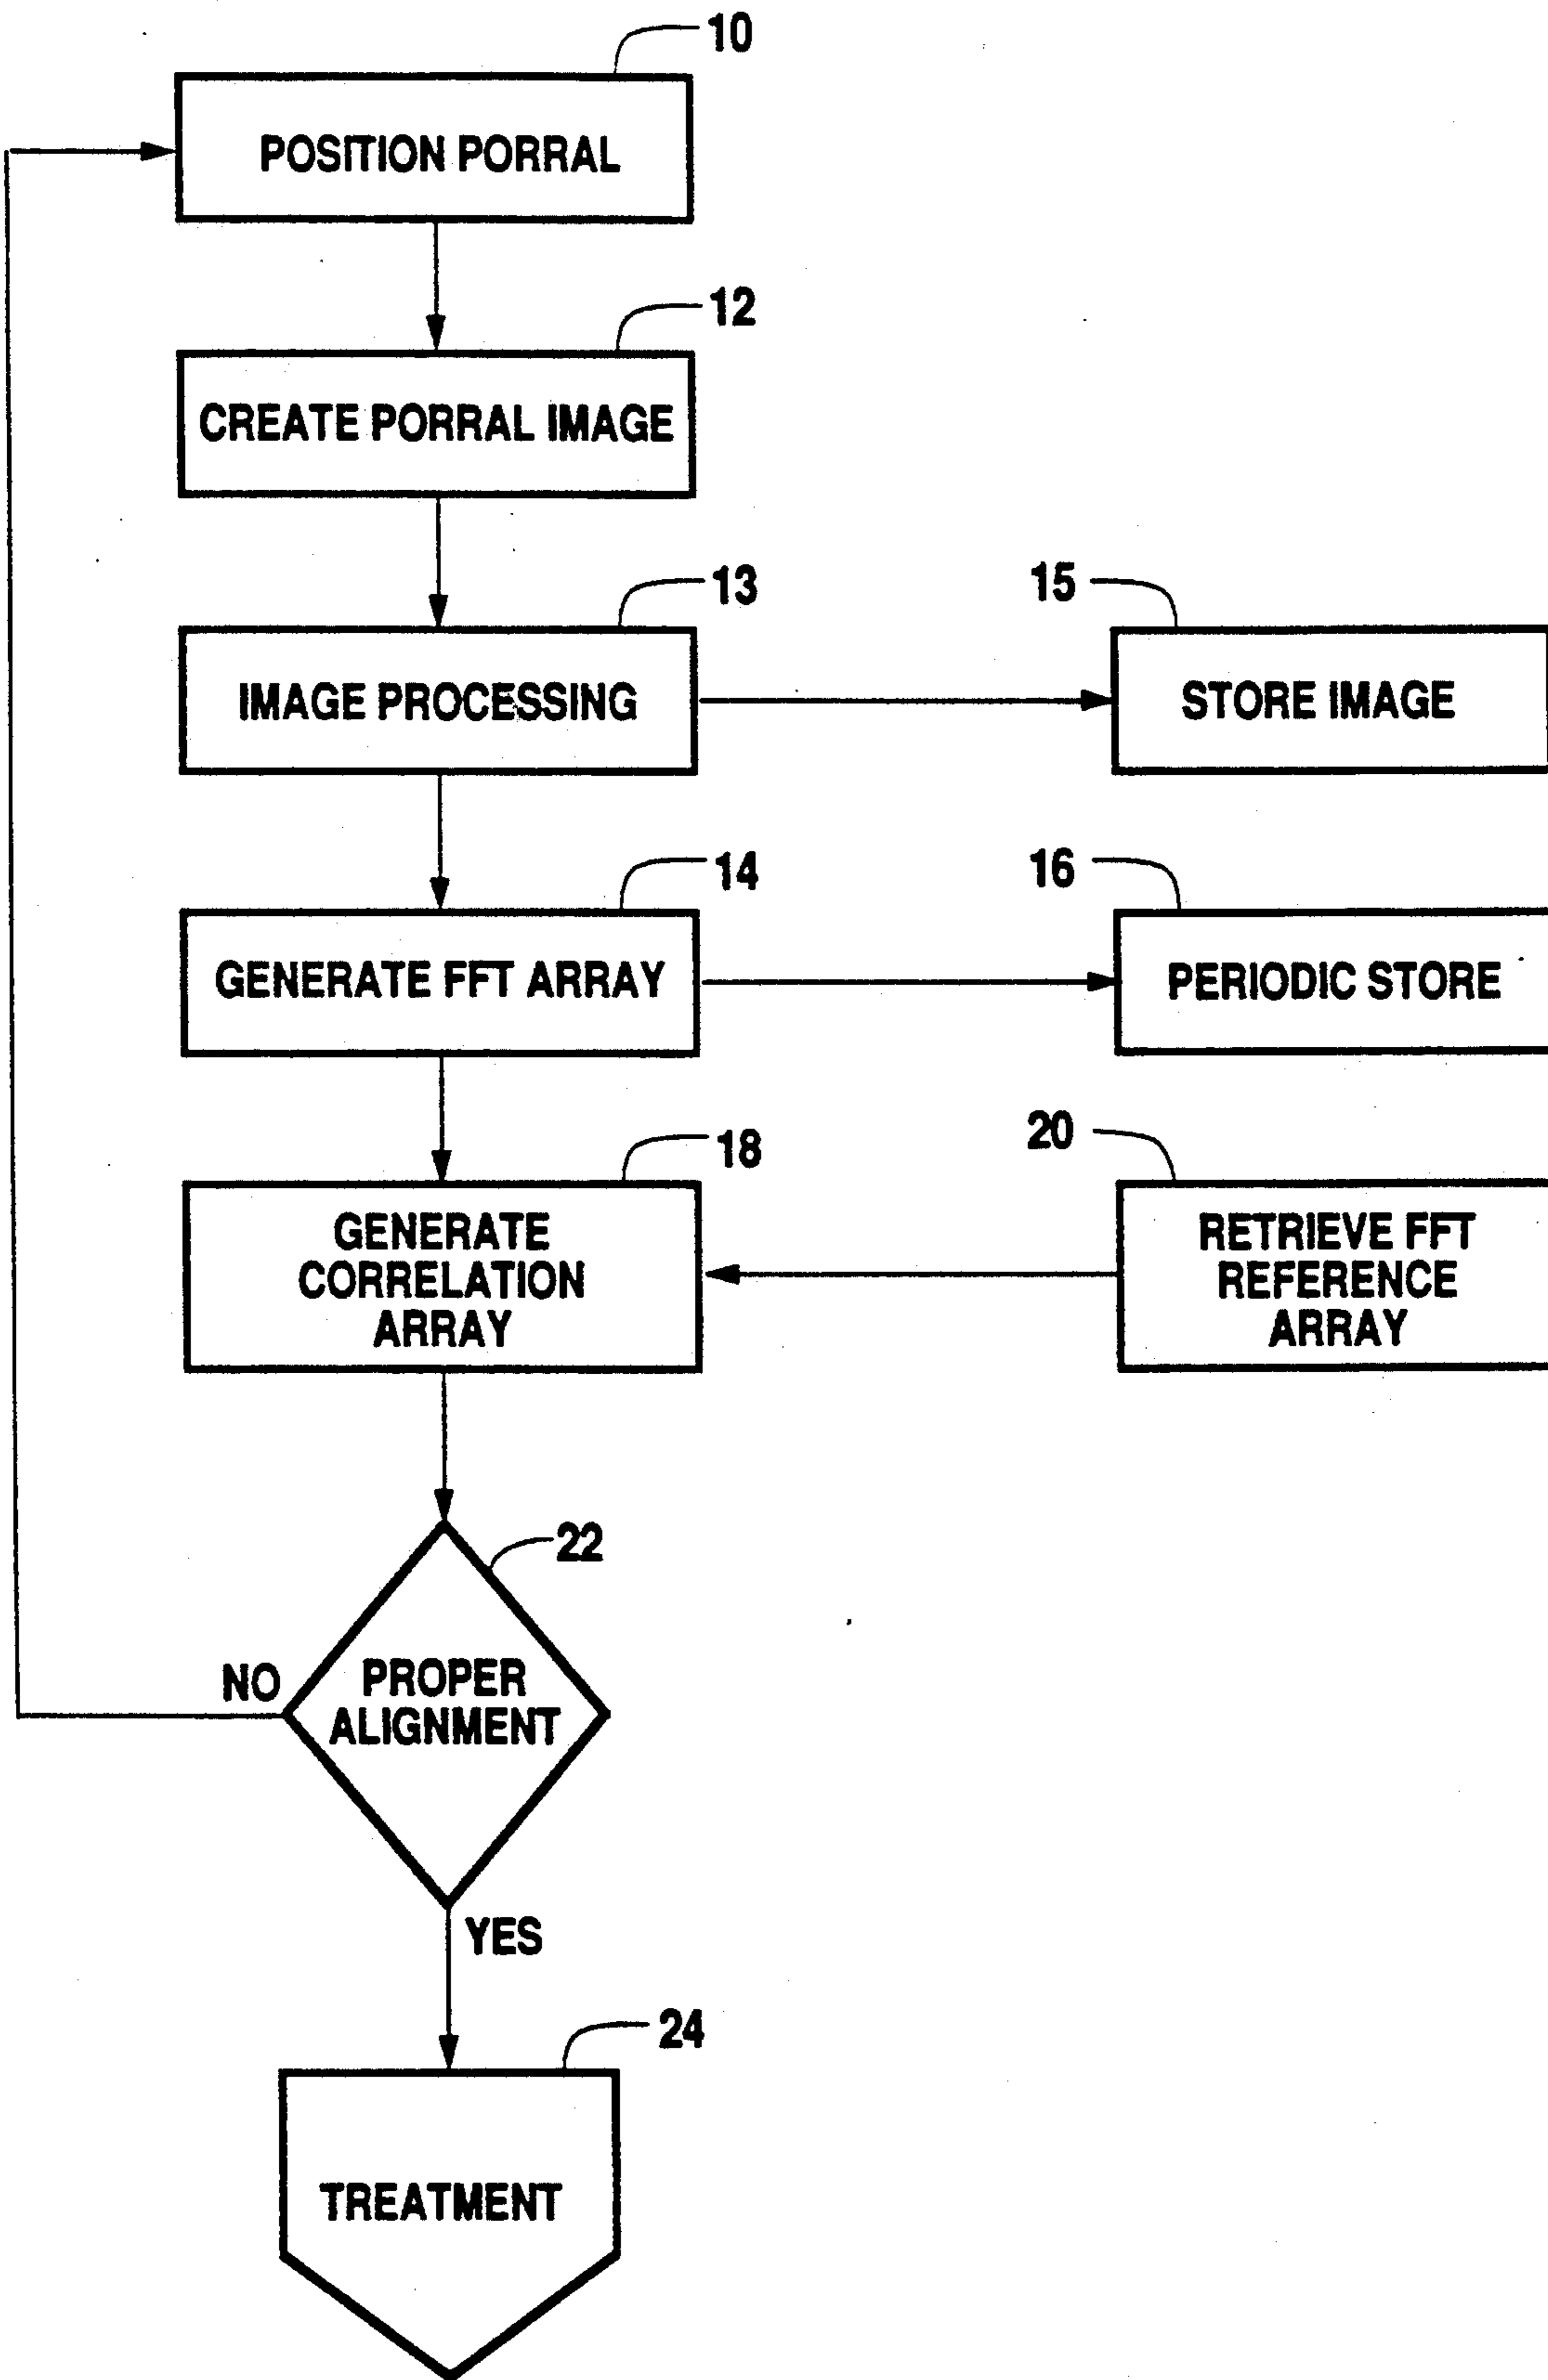 10
POSITION PORRAL
12
CREATE PORRAL IMAGE
13
IMAGE PROCESSING
15
STORE IMAGE
14
GENERATE FFT ARRAY
16
PERIODIC STORE
18
GENERATE
CORRELATION
ARRAY
20
RETRIEVE FFT
REFERENCE
ARRAY
22
PROPER
ALIGNMENT
NO
YES
24
TREATMENT